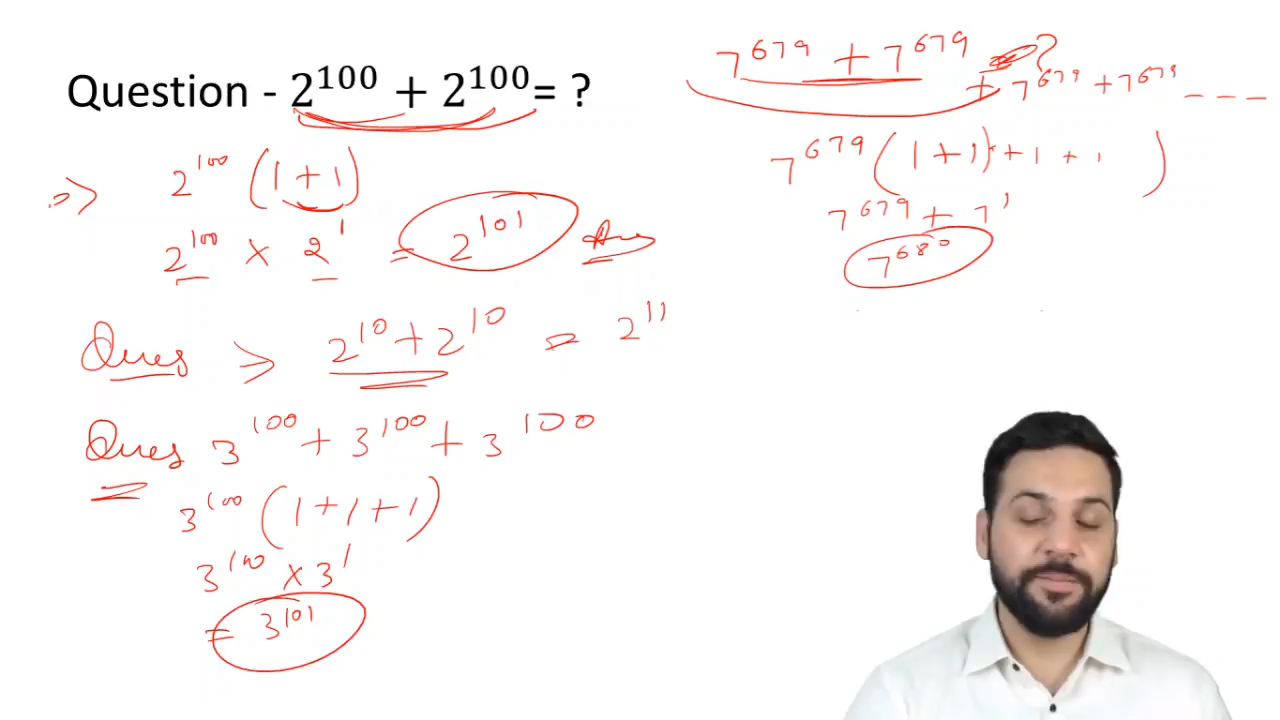 Question - 2^100 + 2^100 = ?
=> 2^100 (1 + 1)
2^100 × 2^1 = 2^101 Ans
Ques => 2^10 + 2^10 = 2^11
Ques 3^100 + 3^100 + 3^100
3^100 (1 + 1 + 1)
3^100 × 3^1
= 3^101
7^679 + 7^679 = ?
+ 7^679 + 7^679 - - -
7^679 (1 + 1) + 1 + 1 )
7^679 + 7^1
7^680